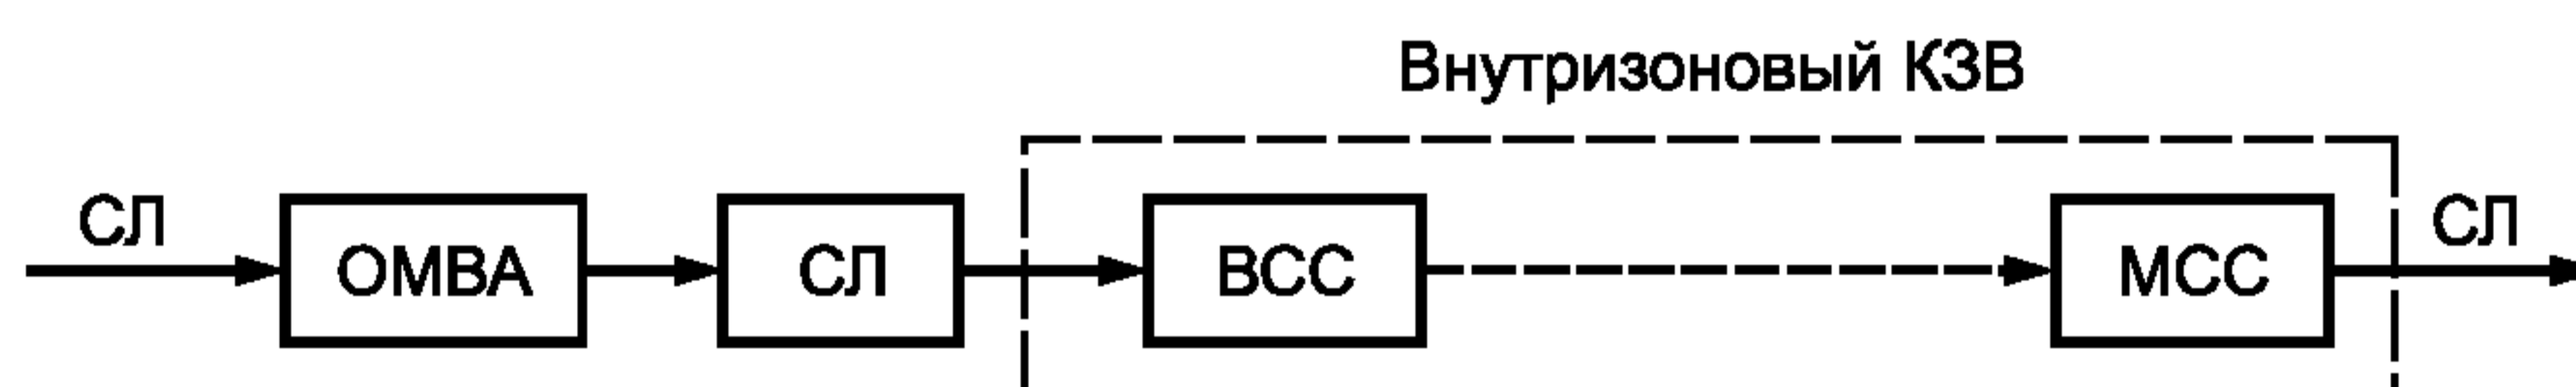 Внутризоновый КЗВ
СЛ
ОМВА
СЛ
ВСС
МСС
СЛ